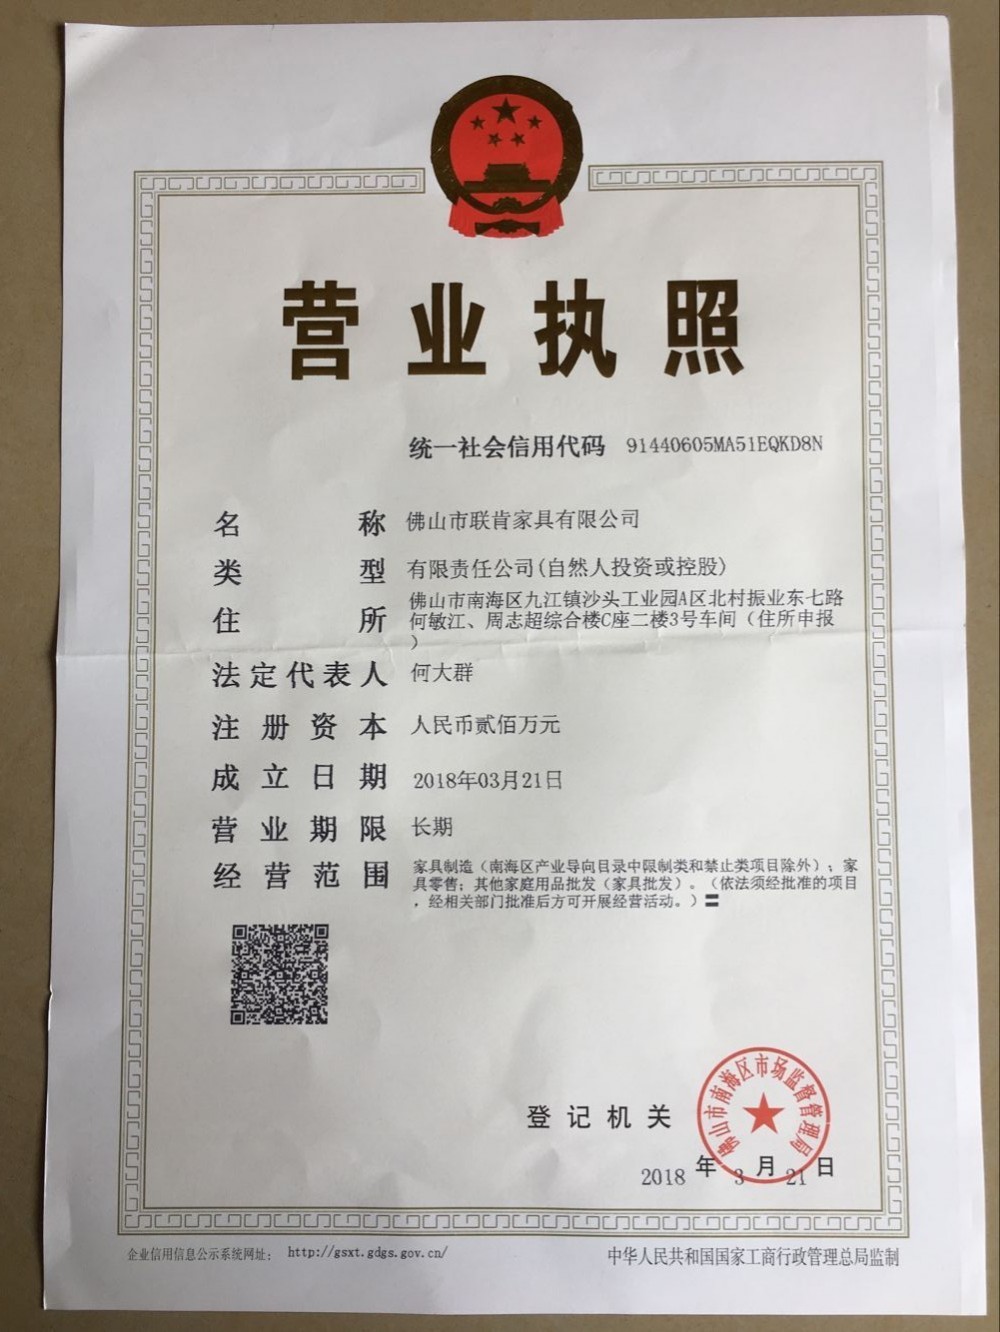 营业执照
统一社会信用代码 91440605MA51EQKD8N
名称 佛山市联肯家具有限公司
类型 有限责任公司(自然人投资或控股)
住所 佛山市南海区九江镇沙头工业园A区北村振业东七路
何敏江、周志超综合楼C座二楼3号车间（住所申报
）
法定代表人 何大群
注册资本 人民币贰佰万元
成立日期 2018年03月21日
营业期限 长期
经营范围 家具制造（南海区产业导向目录中限制类和禁止类项目除外）；家
具零售；其他家庭用品批发（家具批发）。（依法须经批准的项目
，经相关部门批准后方可开展经营活动。）〓
登记机关
佛山市南海区市场监督管理局
2018 年 3 月 21 日
企业信用信息公示系统网址： http://gsxt.gdgs.gov.cn/
中华人民共和国国家工商行政管理总局监制